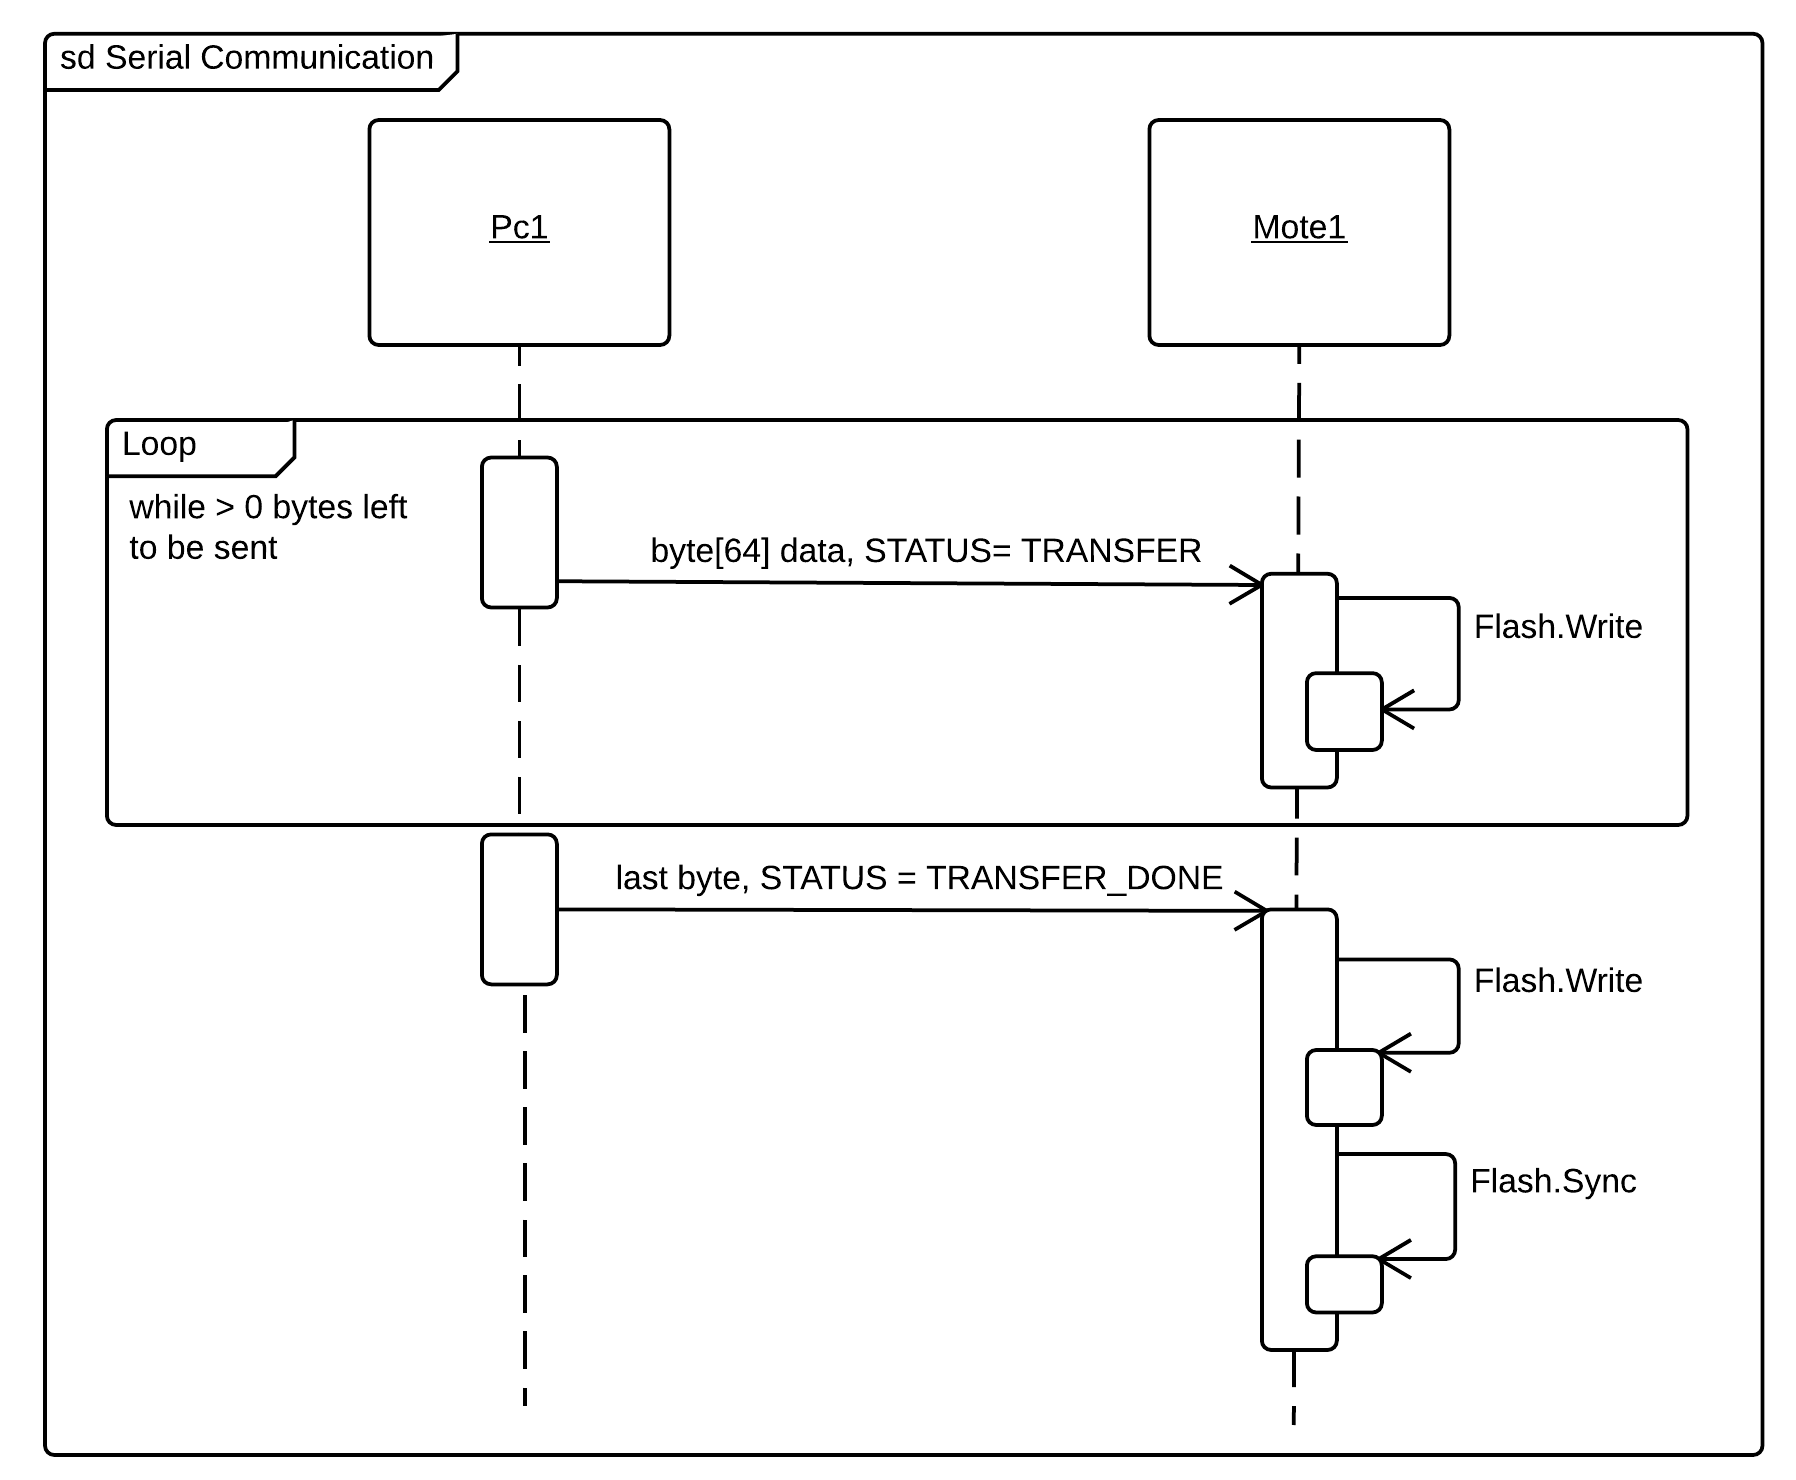 sd Serial Communication
Pc1
Mote1
Loop
while > 0 bytes left
to be sent
byte[64] data, STATUS= TRANSFER
Flash.Write
last byte, STATUS = TRANSFER_DONE
Flash.Write
Flash.Sync